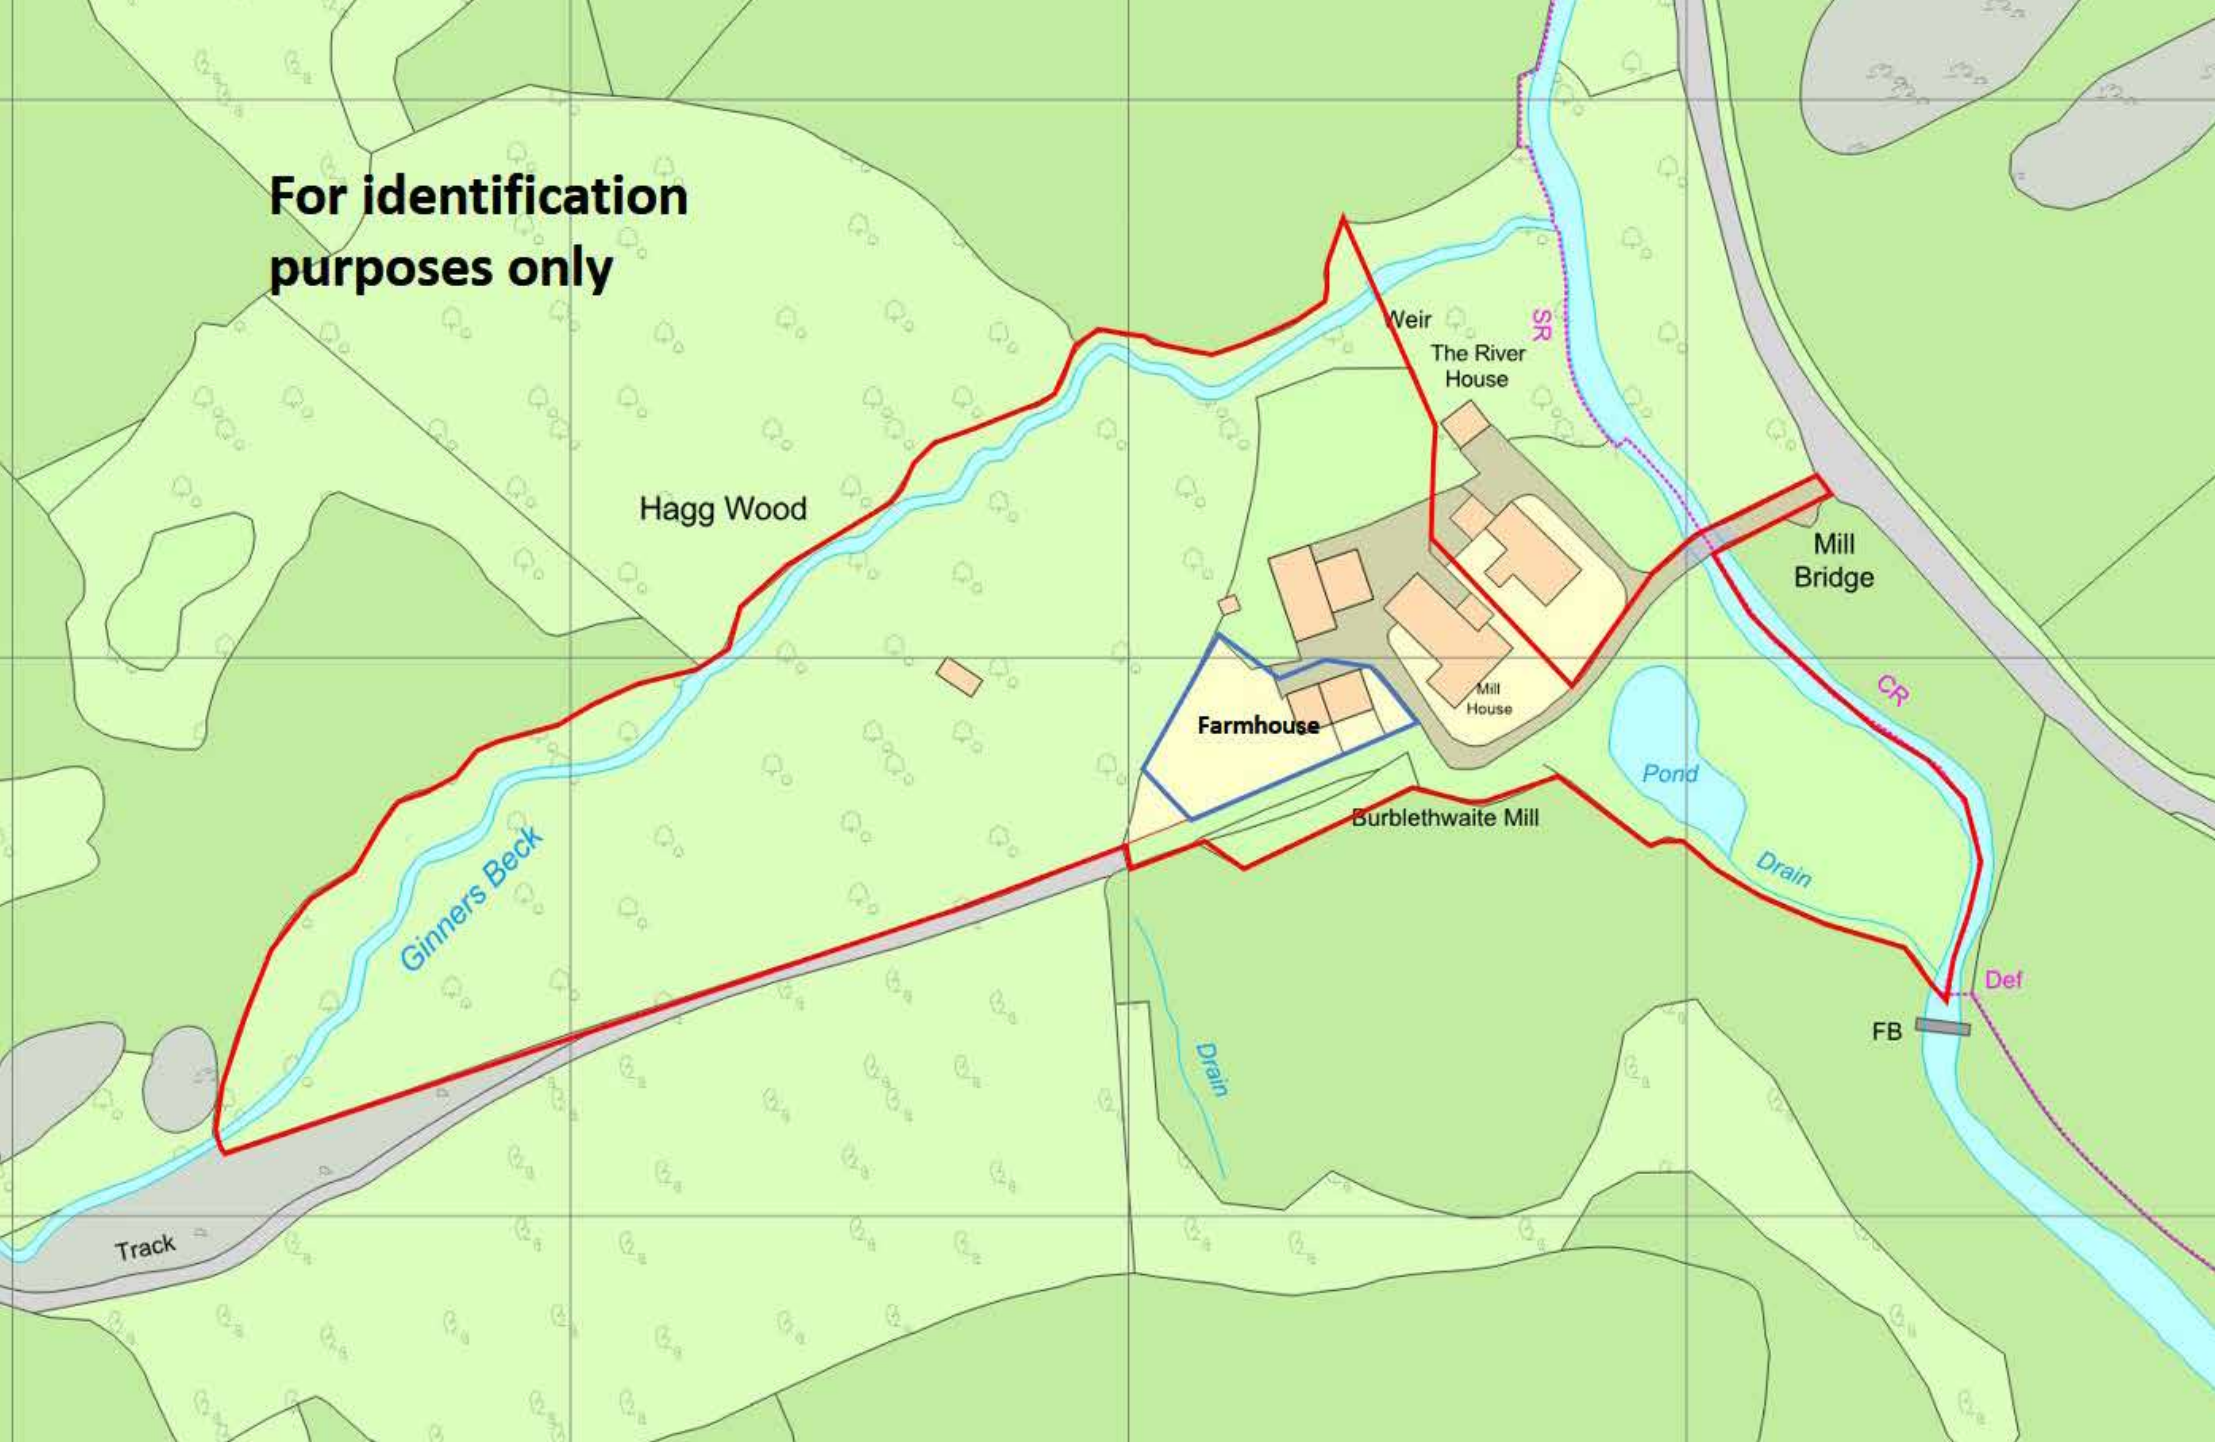 For identification
purposes only
Weir
SR
The River
House
Hagg Wood
Mill
Bridge
CR
Mill
House
Farmhouse
Pond
Burblethwaite Mill
Drain
Ginners Beck
Def
FB
Drain
Track